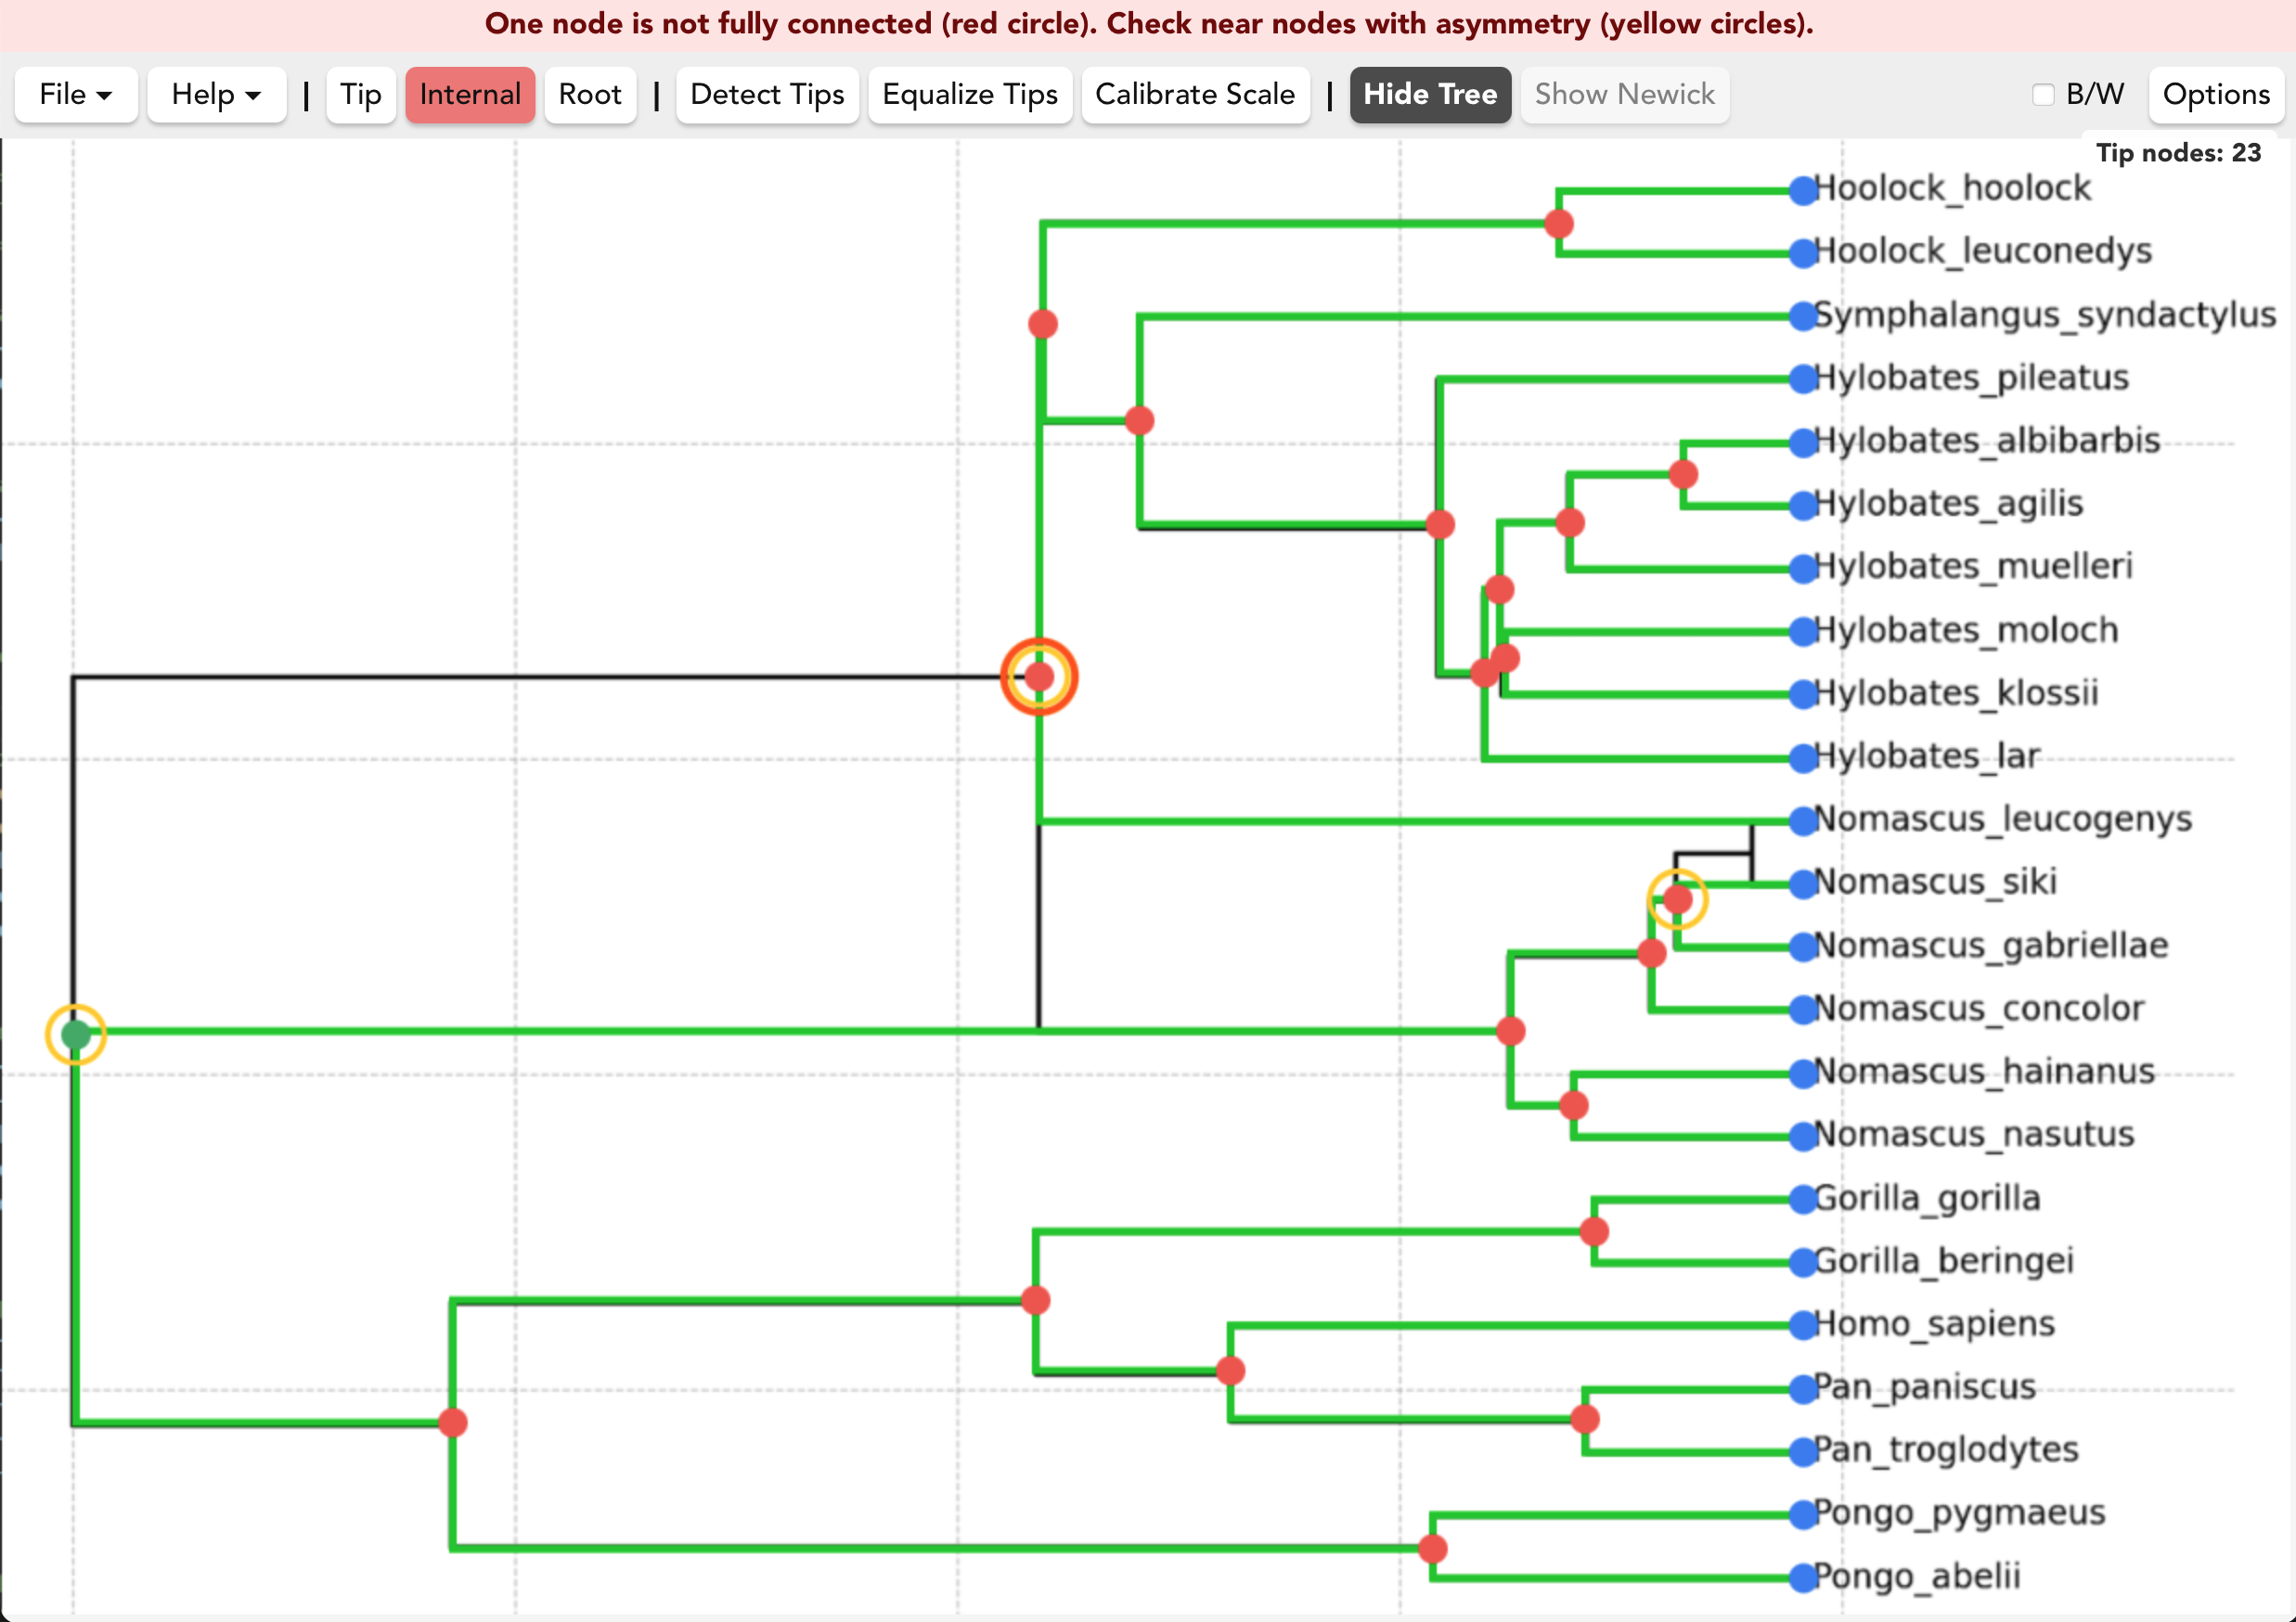 One node is not fully connected (red circle). Check near nodes with asymmetry (yellow circles).
File Help | Tip Internal Root | Detect Tips Equalize Tips Calibrate Scale | Hide Tree Show Newick B/W Options
Tip nodes: 23
Hoolock_hoolock
Hoolock_leuconedys
Symphalangus_syndactylus
Hylobates_pileatus
Hylobates_albibarbis
Hylobates_agilis
Hylobates_muelleri
Hylobates_moloch
Hylobates_klossii
Hylobates_lar
Nomascus_leucogenys
Nomascus_siki
Nomascus_gabriellae
Nomascus_concolor
Nomascus_hainanus
Nomascus_nasutus
Gorilla_gorilla
Gorilla_beringei
Homo_sapiens
Pan_paniscus
Pan_troglodytes
Pongo_pygmaeus
Pongo_abelii